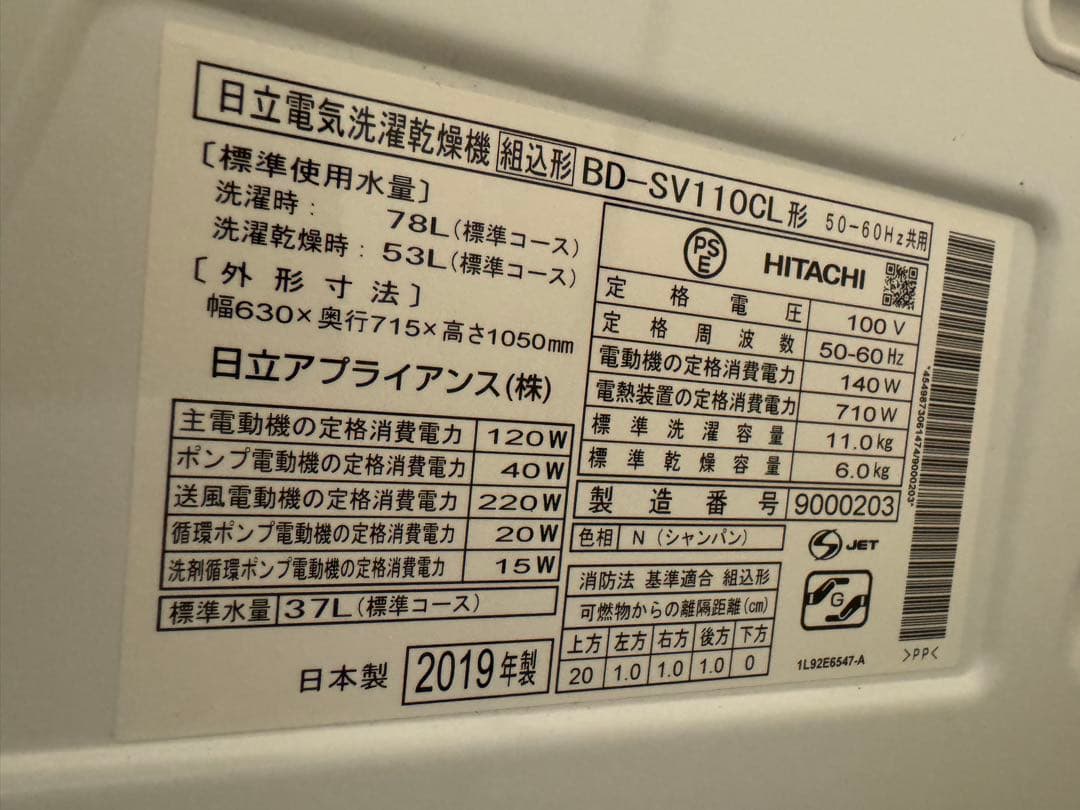 日立電気洗濯乾燥機 組込形 BD-SV110CL形 50-60Hz共用
〔標準使用水量〕
洗濯時: 78L(標準コース)
洗濯乾燥時: 53L(標準コース)
〔外形寸法〕
幅630×奥行715×高さ1050mm
日立アプライアンス(株)
主電動機の定格消費電力 120W
ポンプ電動機の定格消費電力 40W
送風電動機の定格消費電力 220W
循環ポンプ電動機の定格消費電力 20W
洗剤循環ポンプ電動機の定格消費電力 15W
標準水量 37L(標準コース)
日本製 2019年製
PSE HITACHI
定格電圧 100V
定格周波数 50-60Hz
電動機の定格消費電力 140W
電熱装置の定格消費電力 710W
標準洗濯容量 11.0kg
標準乾燥容量 6.0kg
製造番号 9000203
色相 N(シャンパン)
S JET
消防法 基準適合 組込形
可燃物からの離隔距離(cm)
上方 左方 右方 後方 下方
20 1.0 1.0 1.0 0
G
1L92E6547-A >PP<
*4549873061474/9000203*